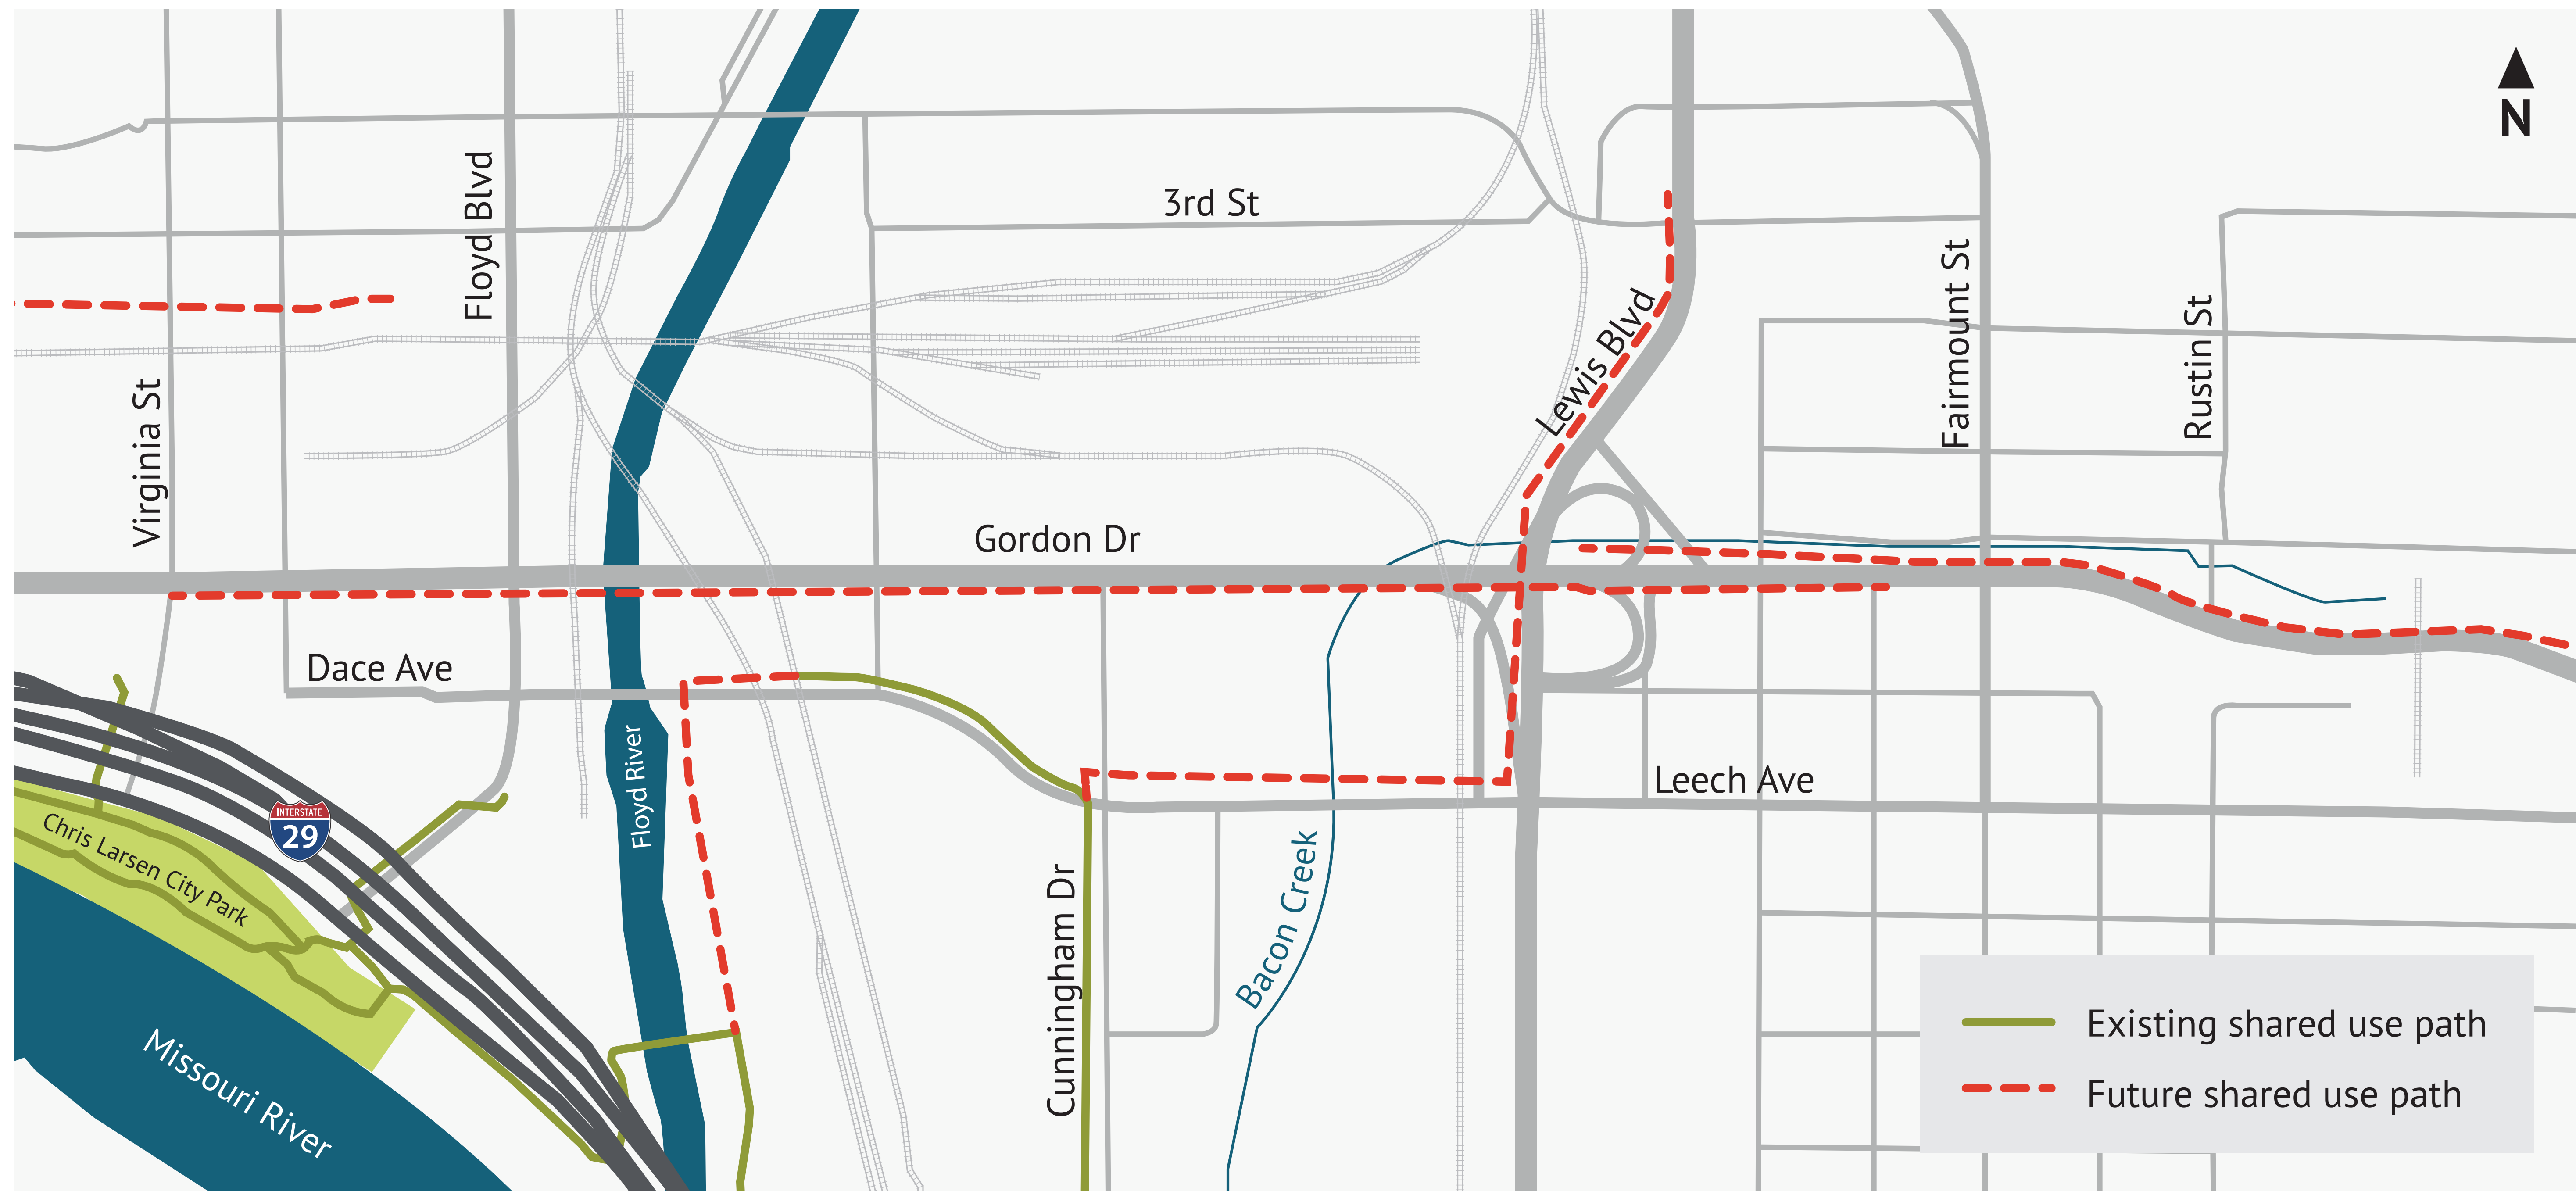 N
3rd St
Floyd Blvd
Fairmount St
Rustin St
Lewis Blvd
Virginia St
Gordon Dr
Dace Ave
Floyd River
Leech Ave
INTERSTATE
29
Chris Larsen City Park
Bacon Creek
Cunningham Dr
Missouri River
Existing shared use path
Future shared use path